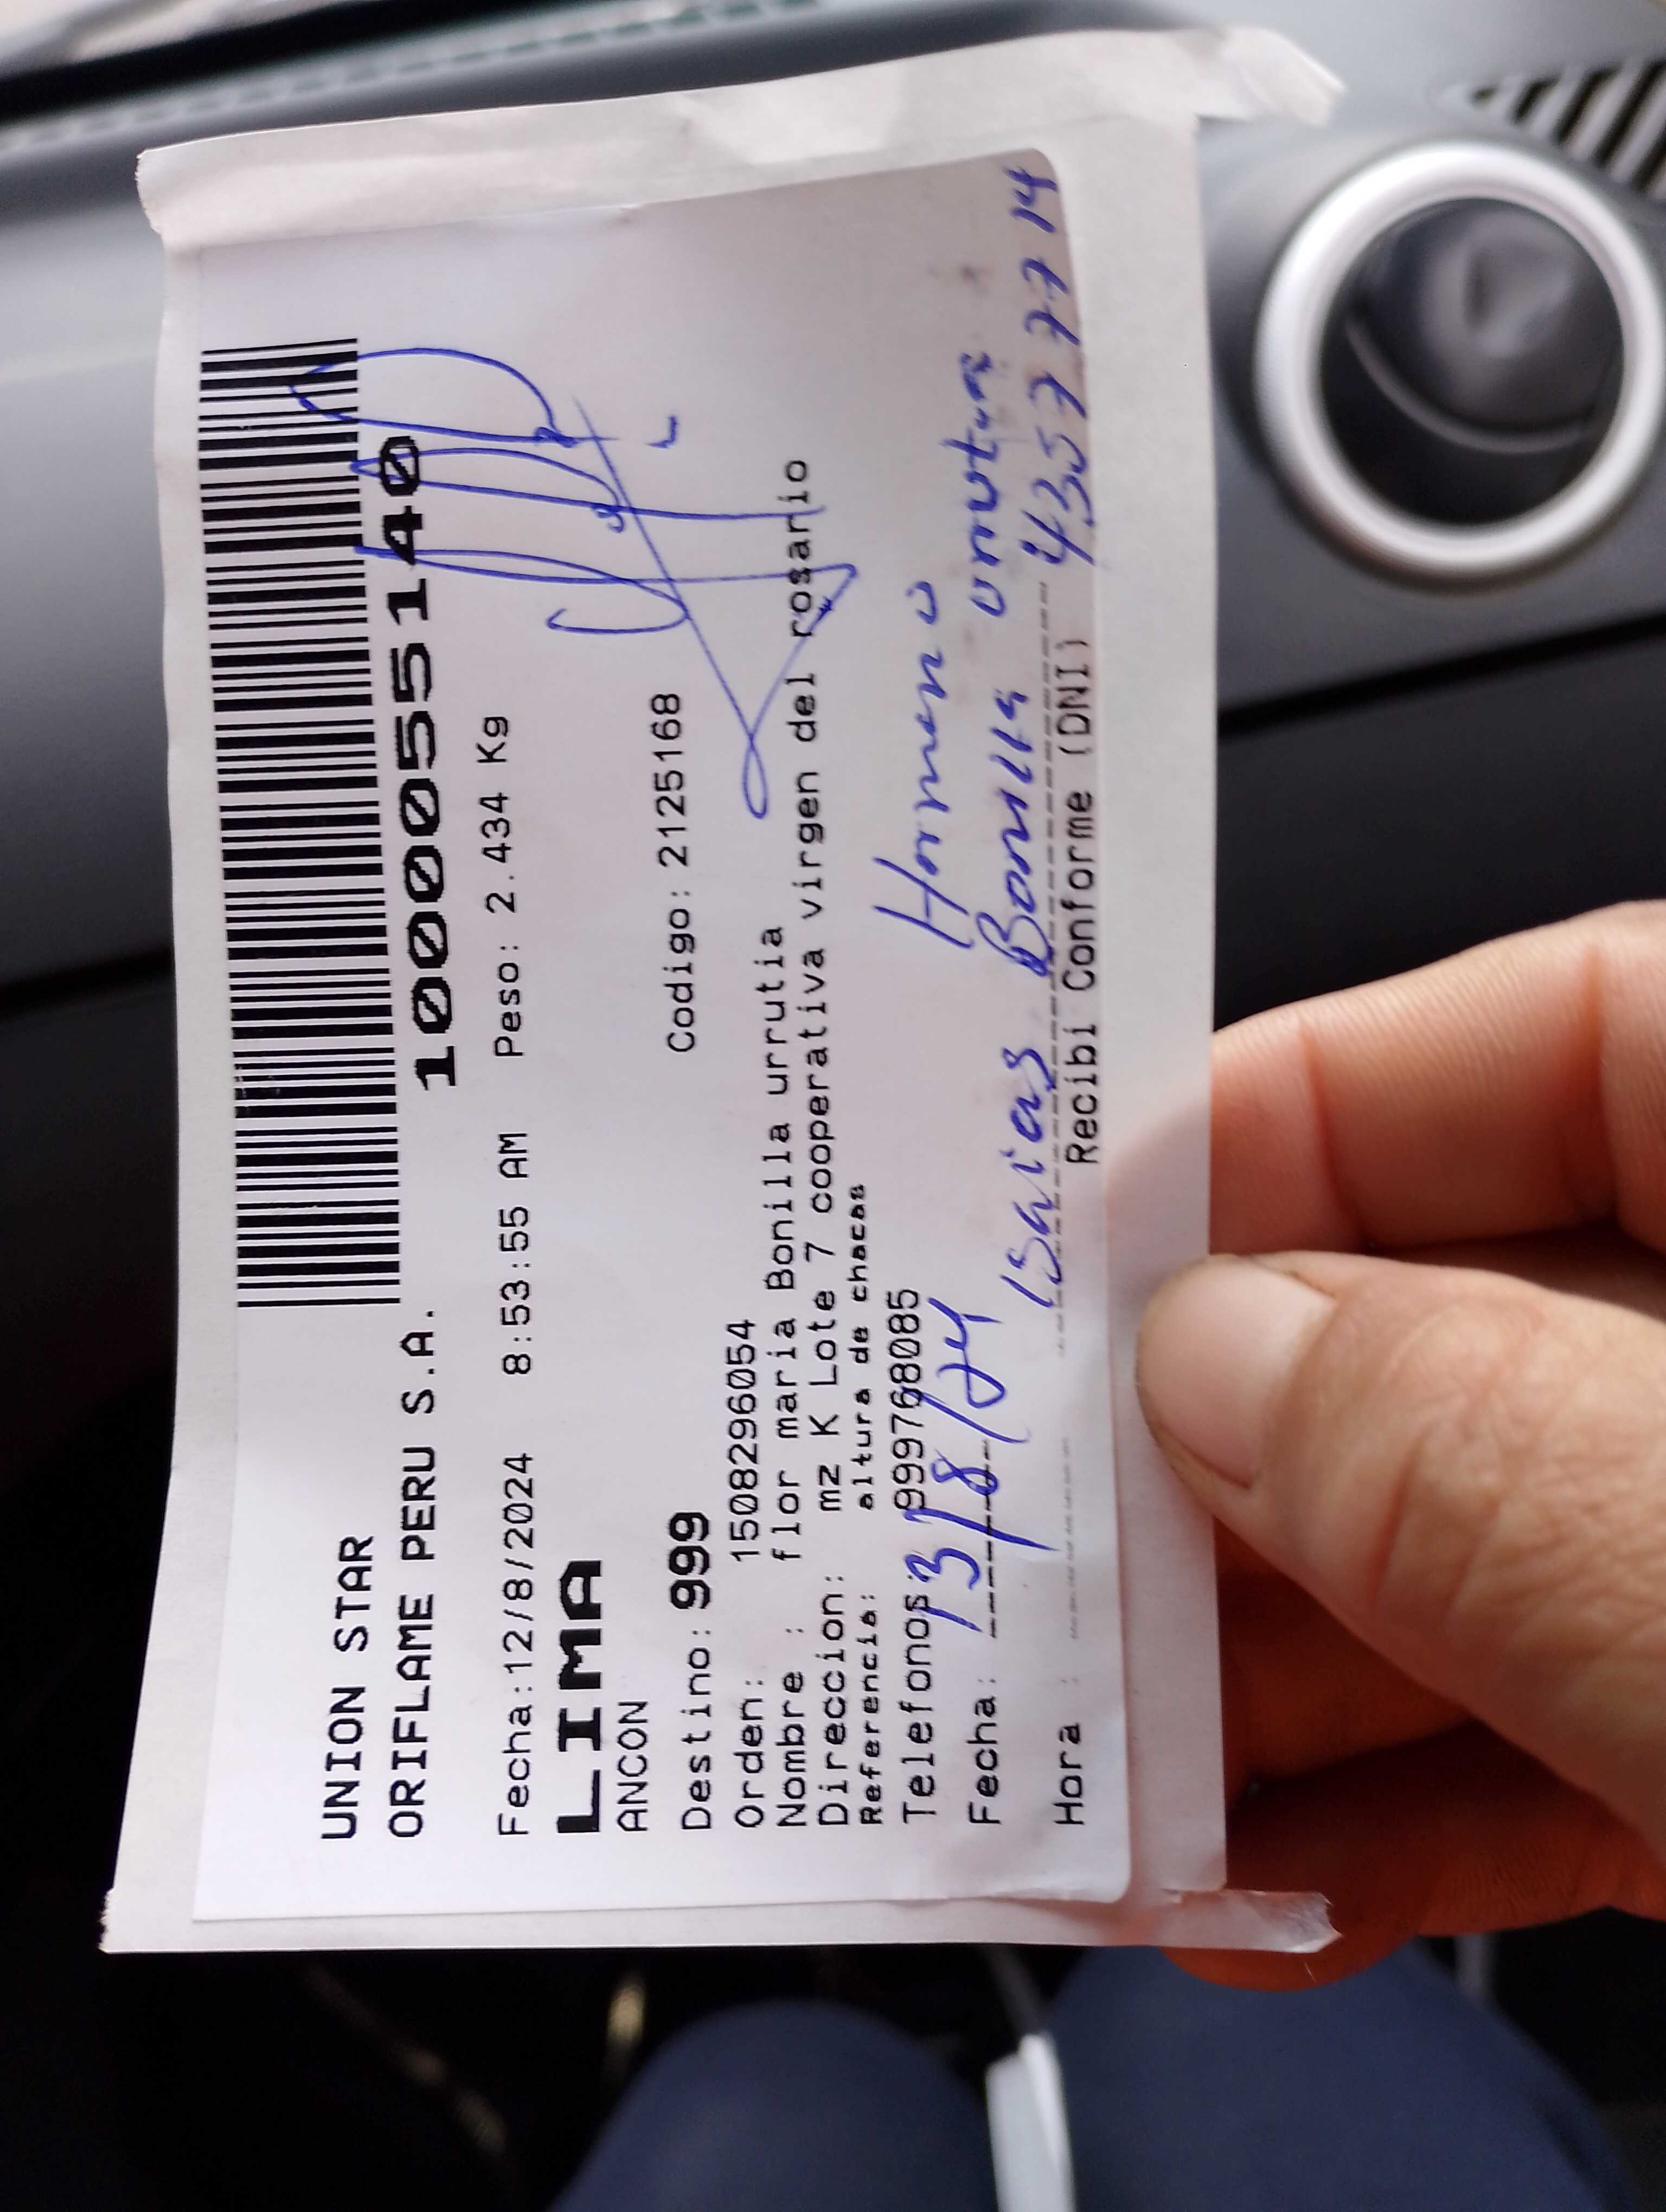 UNION STAR
ORIFLAME PERU S.A.
1000055140
Fecha:12/8/2024 8:53:55 AM Peso: 2.434 Kg
LIMA
ANCON
Destino: 999 Codigo: 2125168
Orden: 1508296054
Nombre : flor maria Bonilla urrutia
Direccion: mz K Lote 7 cooperativa virgen del rosario
Referencia: altura de chacas
Telefonos: 999768085
Hermano
Fecha: 13/8/24
Isaias Bonilla urrutia
43577714
Hora :
Recibi Conforme (DNI)